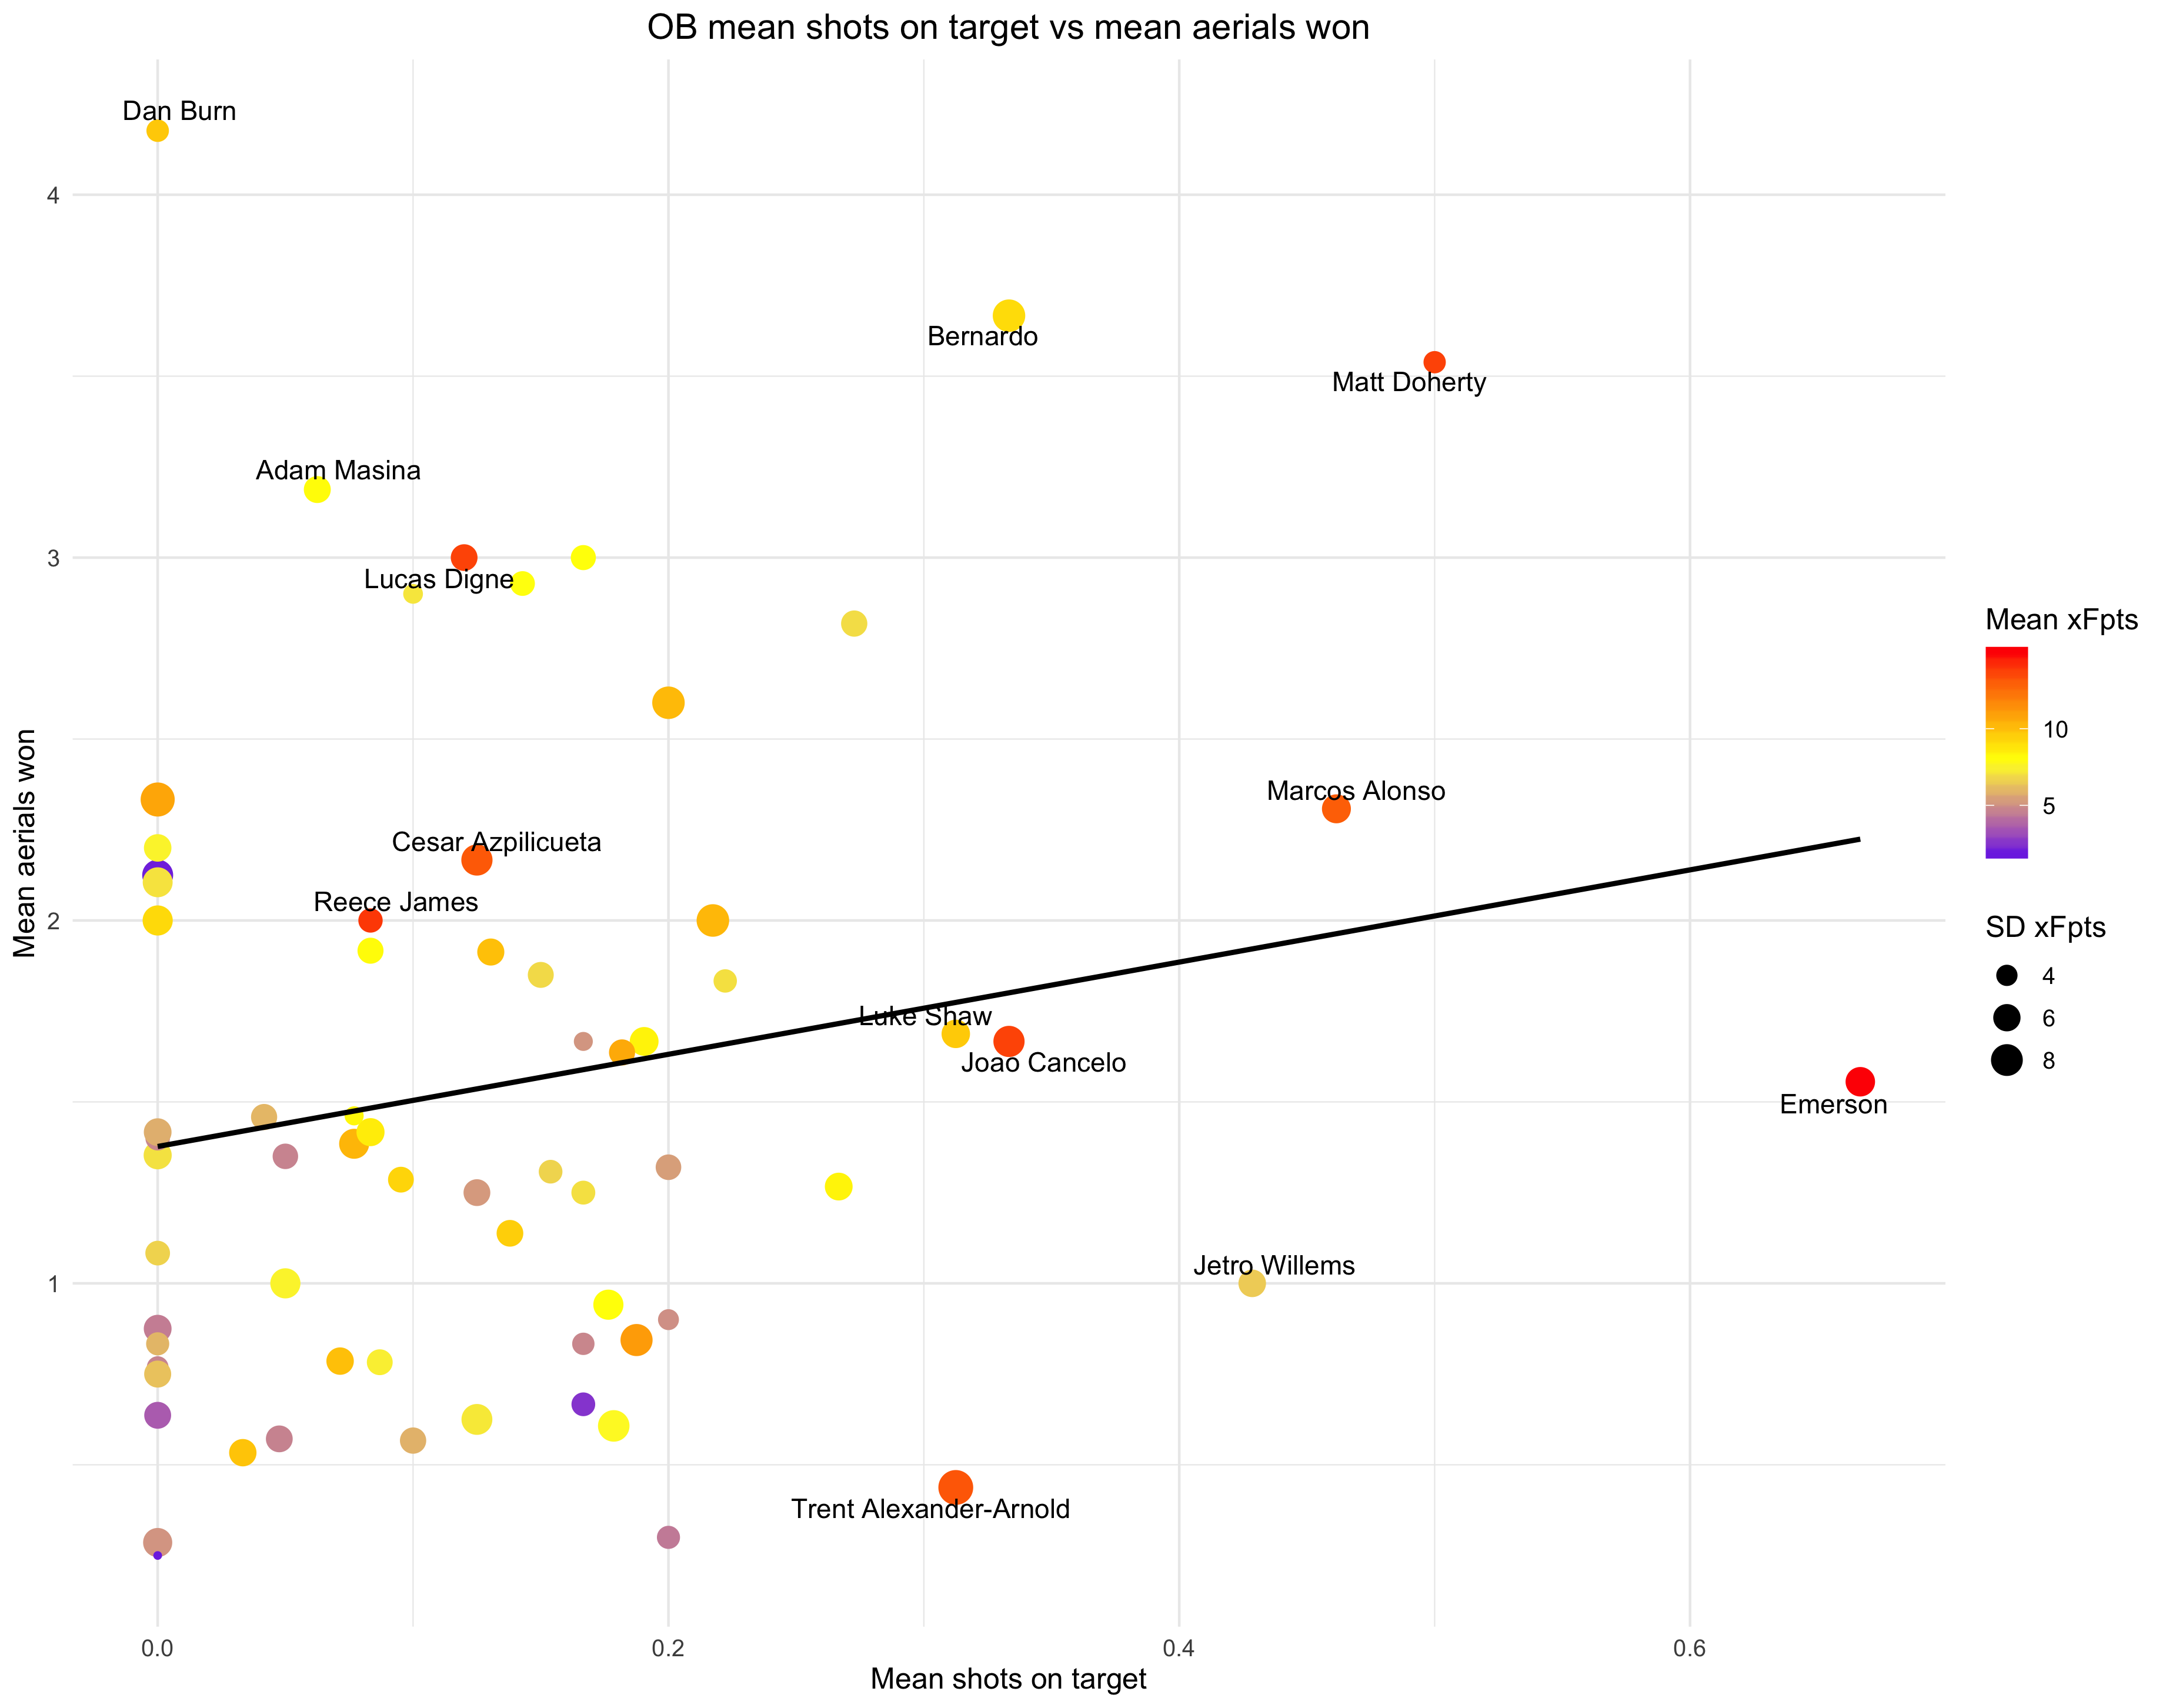 OB mean shots on target vs mean aerials won
Dan Burn
4
Bernardo
Matt Doherty
Adam Masina
3
Lucas Digne
Mean xFpts
10
5
Marcos Alonso
Cesar Azpilicueta
Reece James
2
Mean aerials won
SD xFpts
4
6
8
Luke Shaw
Joao Cancelo
Emerson
Jetro Willems
1
Trent Alexander-Arnold
0.0 0.2 0.4 0.6
Mean shots on target